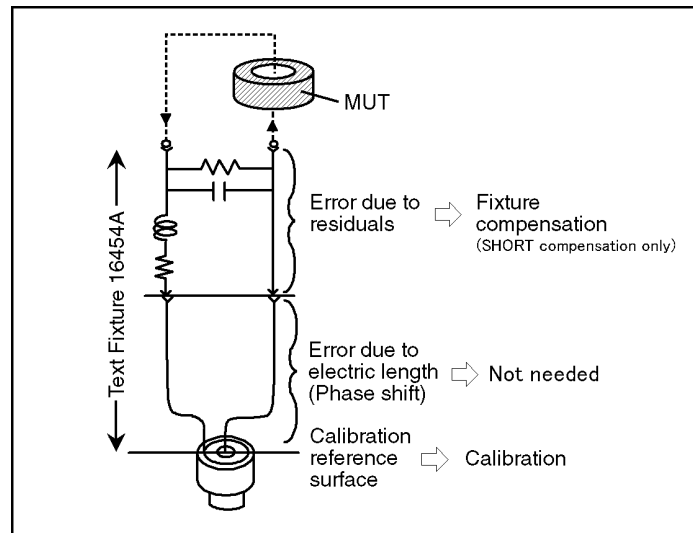 MUT
Text Fixture 16454A
Error due to
residuals
Fixture
compensation
(SHORT compensation only)
Error due to
electric length
(Phase shift)
Not needed
Calibration
reference
surface
Calibration